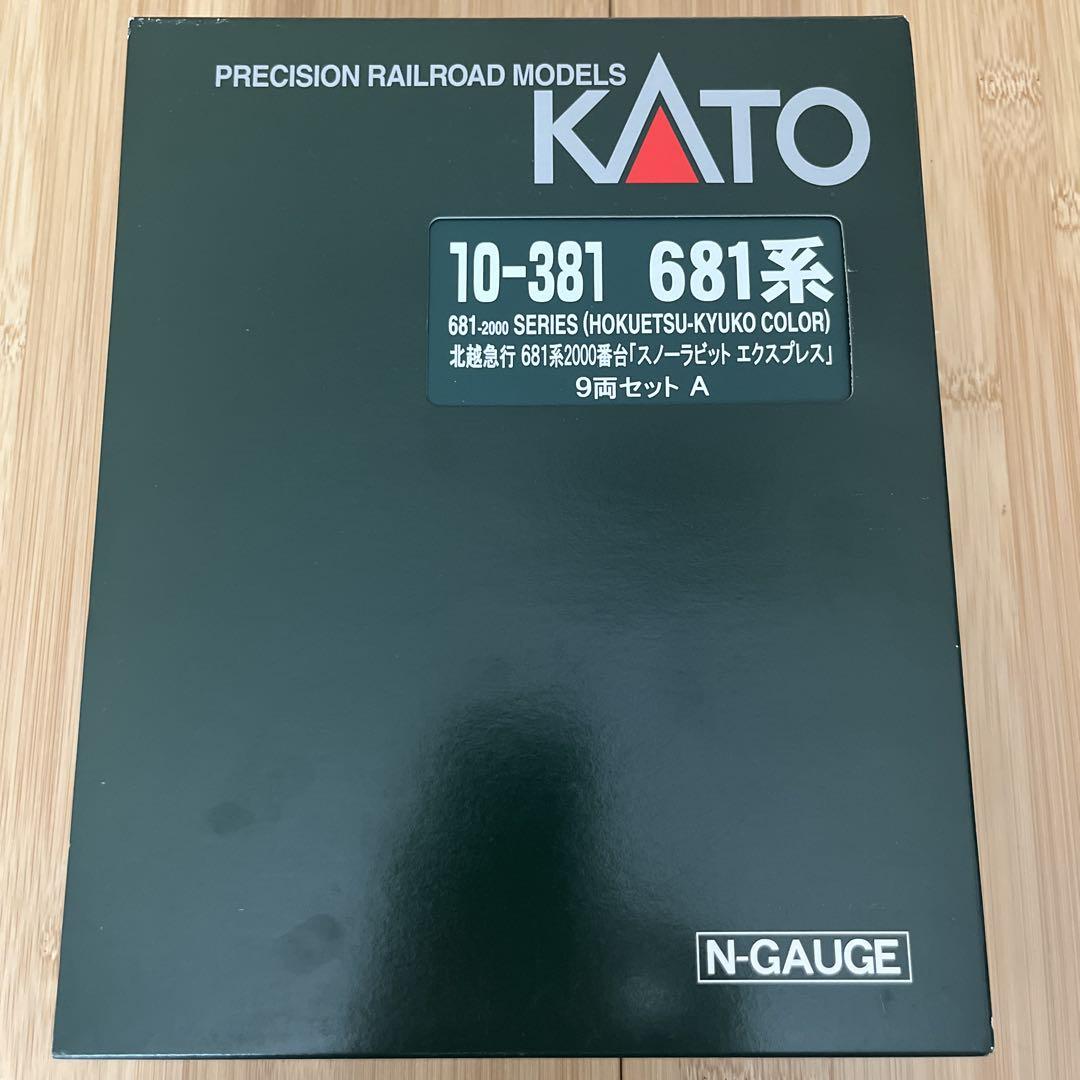 PRECISION RAILROAD MODELS
KATO
10-381 681系
681-2000 SERIES (HOKUETSU-KYUKO COLOR)
北越急行 681系2000番台「スノーラビット エクスプレス」
9両セット A
N-GAUGE